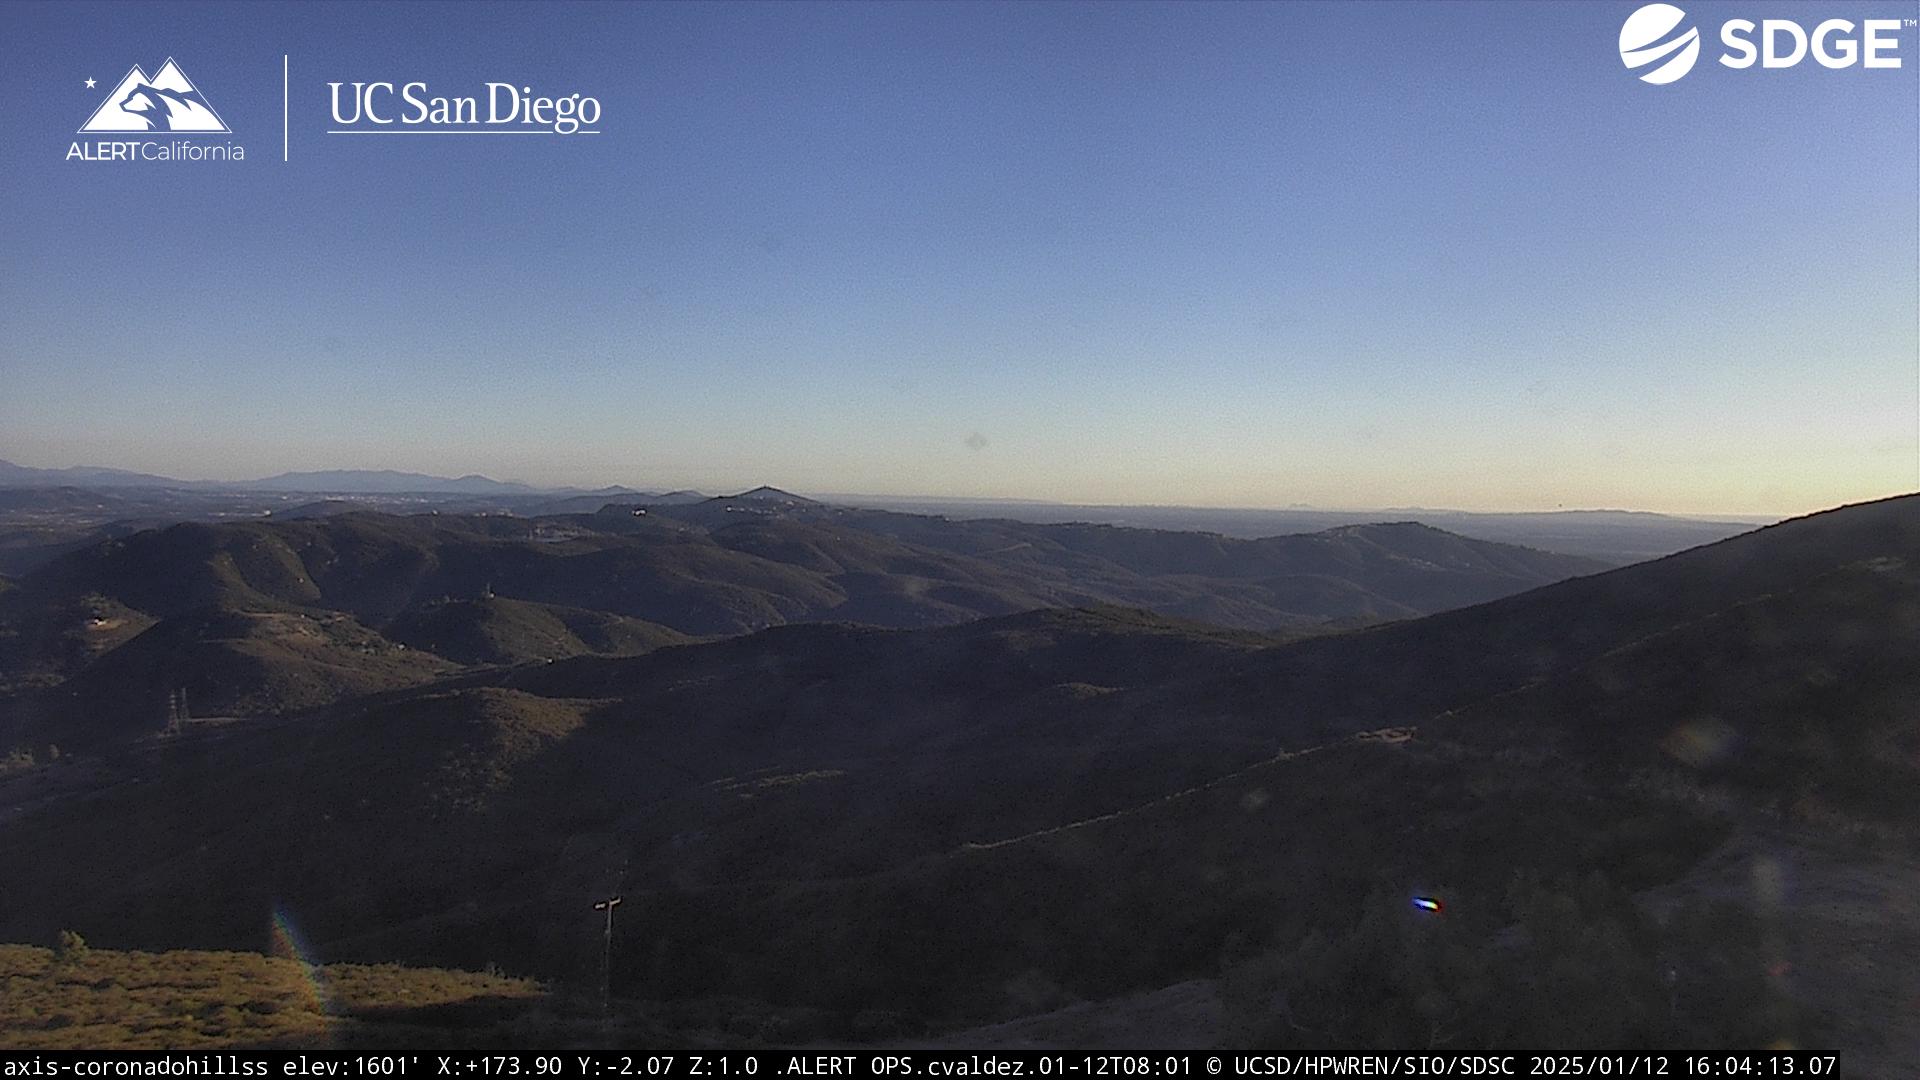 SDGE™
UC San Diego
ALERTCalifornia
axis-coronadohillss elev:1601' X:+173.90 Y:-2.07 Z:1.0 .ALERT OPS.cvaldez.01-12T08:01 © UCSD/HPWREN/SIO/SDSC 2025/01/12 16:04:13.07